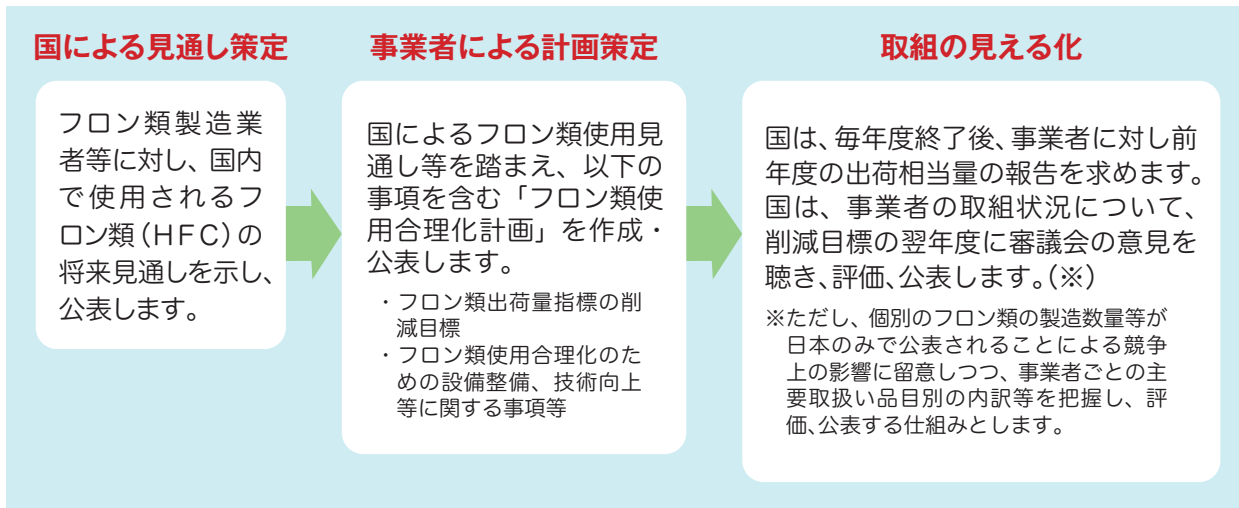 国による見通し策定
フロン類製造業
者等に対し、国内
で使用されるフ
ロン類(HFC)の
将来見通しを示し、
公表します。
事業者による計画策定
国によるフロン類使用見
通し等を踏まえ、以下の
事項を含む「フロン類使
用合理化計画」を作成・
公表します。
・フロン類出荷量指標の削
減目標
・フロン類使用合理化のた
めの設備整備、技術向上
等に関する事項等
取組の見える化
国は、毎年度終了後、事業者に対し前
年度の出荷相当量の報告を求めます。
国は、事業者の取組状況について、
削減目標の翌年度に審議会の意見を
聴き、評価、公表します。(※)
※ただし、個別のフロン類の製造数量等が
日本のみで公表されることによる競争
上の影響に留意しつつ、事業者ごとの主
要取扱い品目別の内訳等を把握し、評
価、公表する仕組みとします。